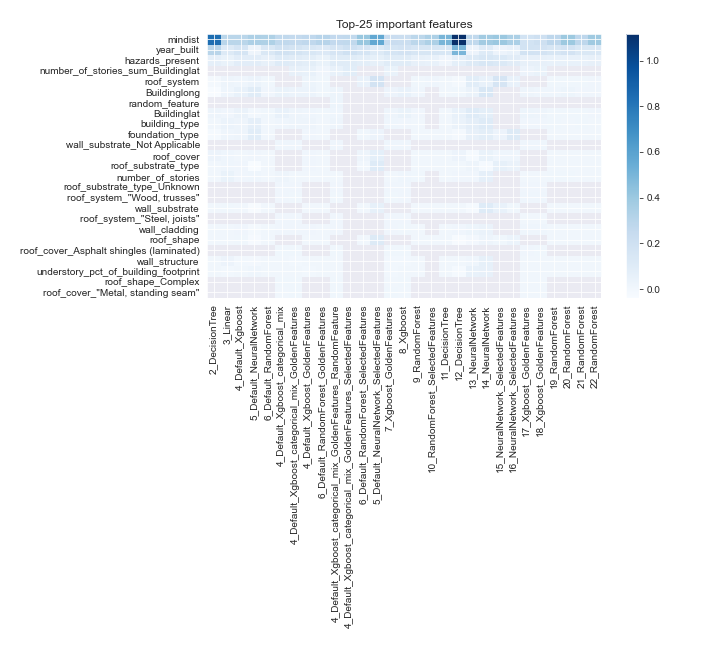 Top-25 important features
mindist
year_built
hazards_present
number_of_stories_sum_Buildinglat
roof_system
Buildinglong
random_feature
Buildinglat
building_type
foundation_type
wall_substrate_Not Applicable
roof_cover
roof_substrate_type
number_of_stories
roof_substrate_type_Unknown
roof_system_"Wood, trusses"
wall_substrate
roof_system_"Steel, joists"
wall_cladding
roof_shape
roof_cover_Asphalt shingles (laminated)
wall_structure
understory_pct_of_building_footprint
roof_shape_Complex
roof_cover_"Metal, standing seam"
1.0
0.8
0.6
0.4
0.2
0.0
2_DecisionTree
3_Linear
4_Default_Xgboost
5_Default_NeuralNetwork
6_Default_RandomForest
4_Default_Xgboost_categorical_mix
4_Default_Xgboost_categorical_mix_GoldenFeatures
4_Default_Xgboost_GoldenFeatures
6_Default_RandomForest_GoldenFeatures
4_Default_Xgboost_categorical_mix_GoldenFeatures_RandomFeature
4_Default_Xgboost_categorical_mix_GoldenFeatures_SelectedFeatures
6_Default_RandomForest_SelectedFeatures
5_Default_NeuralNetwork_SelectedFeatures
7_Xgboost_GoldenFeatures
8_Xgboost
9_RandomForest
10_RandomForest_SelectedFeatures
11_DecisionTree
12_DecisionTree
13_NeuralNetwork
14_NeuralNetwork
15_NeuralNetwork_SelectedFeatures
16_NeuralNetwork_SelectedFeatures
17_Xgboost_GoldenFeatures
18_Xgboost_GoldenFeatures
19_RandomForest
20_RandomForest
21_RandomForest
22_RandomForest